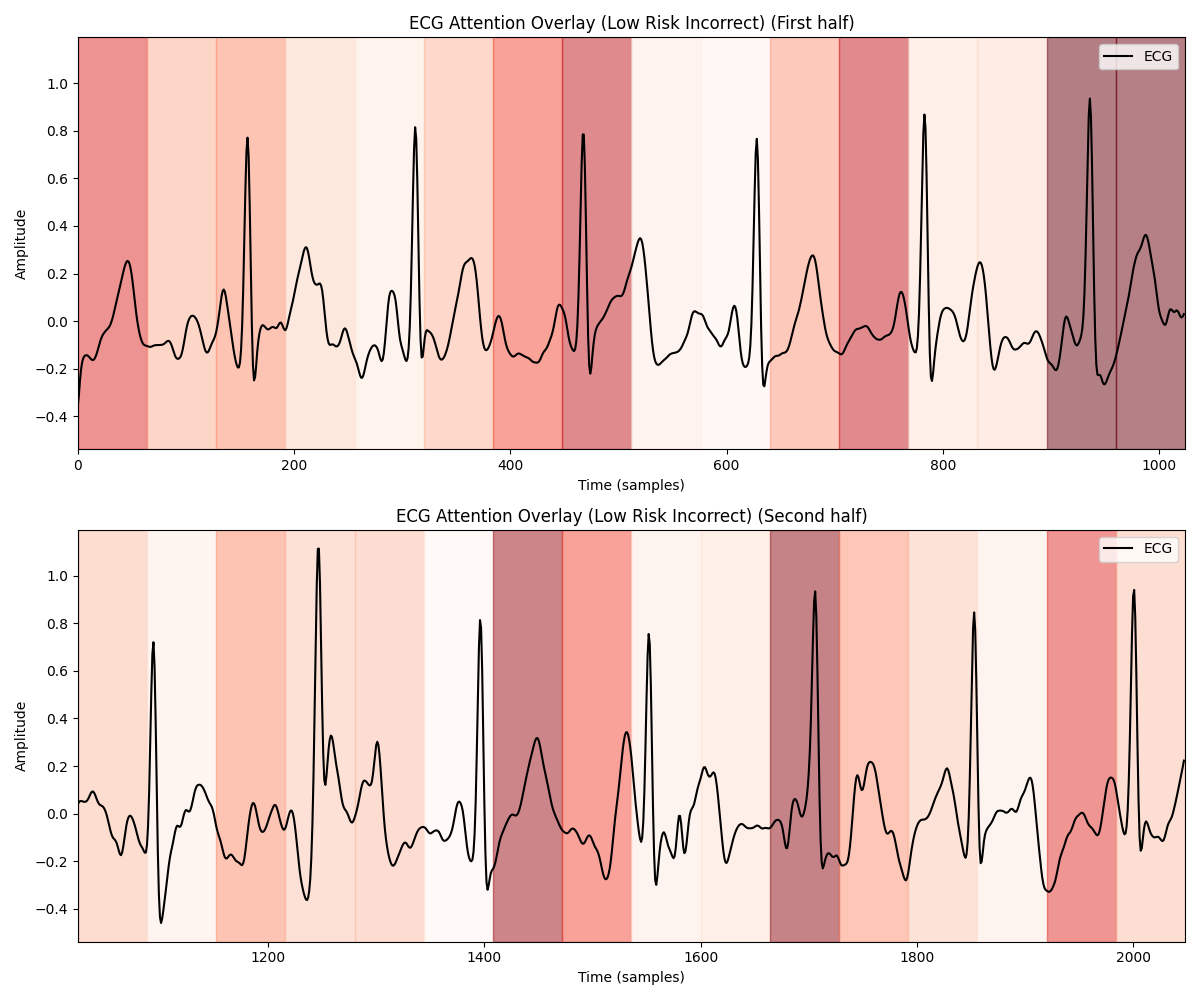 ECG Attention Overlay (Low Risk Incorrect) (First half)
ECG
Amplitude
1.0
0.8
0.6
0.4
0.2
0.0
−0.2
−0.4
0 200 400 600 800 1000
Time (samples)
ECG Attention Overlay (Low Risk Incorrect) (Second half)
ECG
Amplitude
1.0
0.8
0.6
0.4
0.2
0.0
−0.2
−0.4
1200 1400 1600 1800 2000
Time (samples)